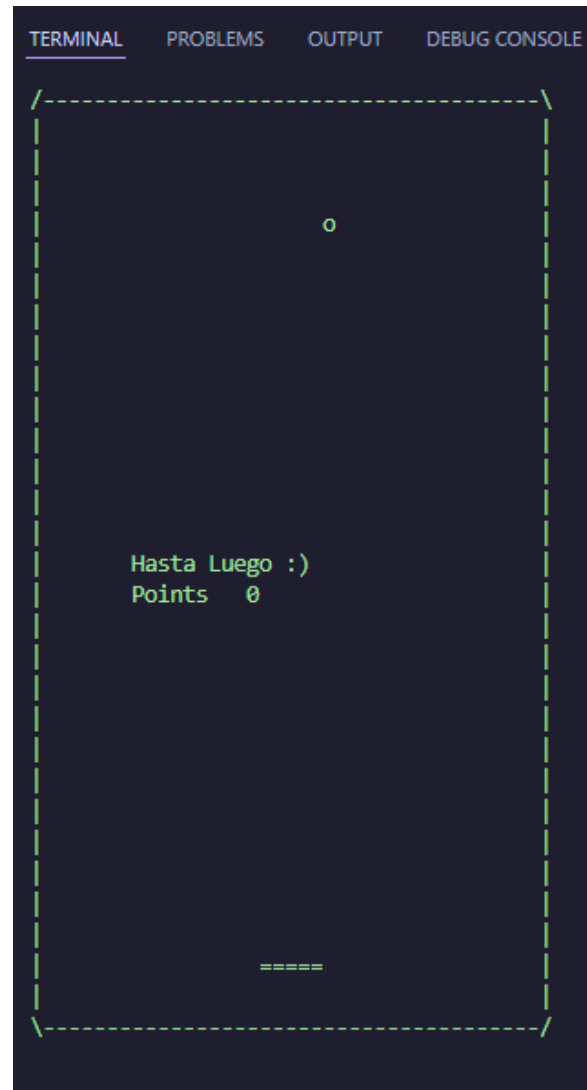 TERMINAL PROBLEMS OUTPUT DEBUG CONSOLE
/---------------------------------------\
o
Hasta Luego :)
Points 0
=====
\---------------------------------------/